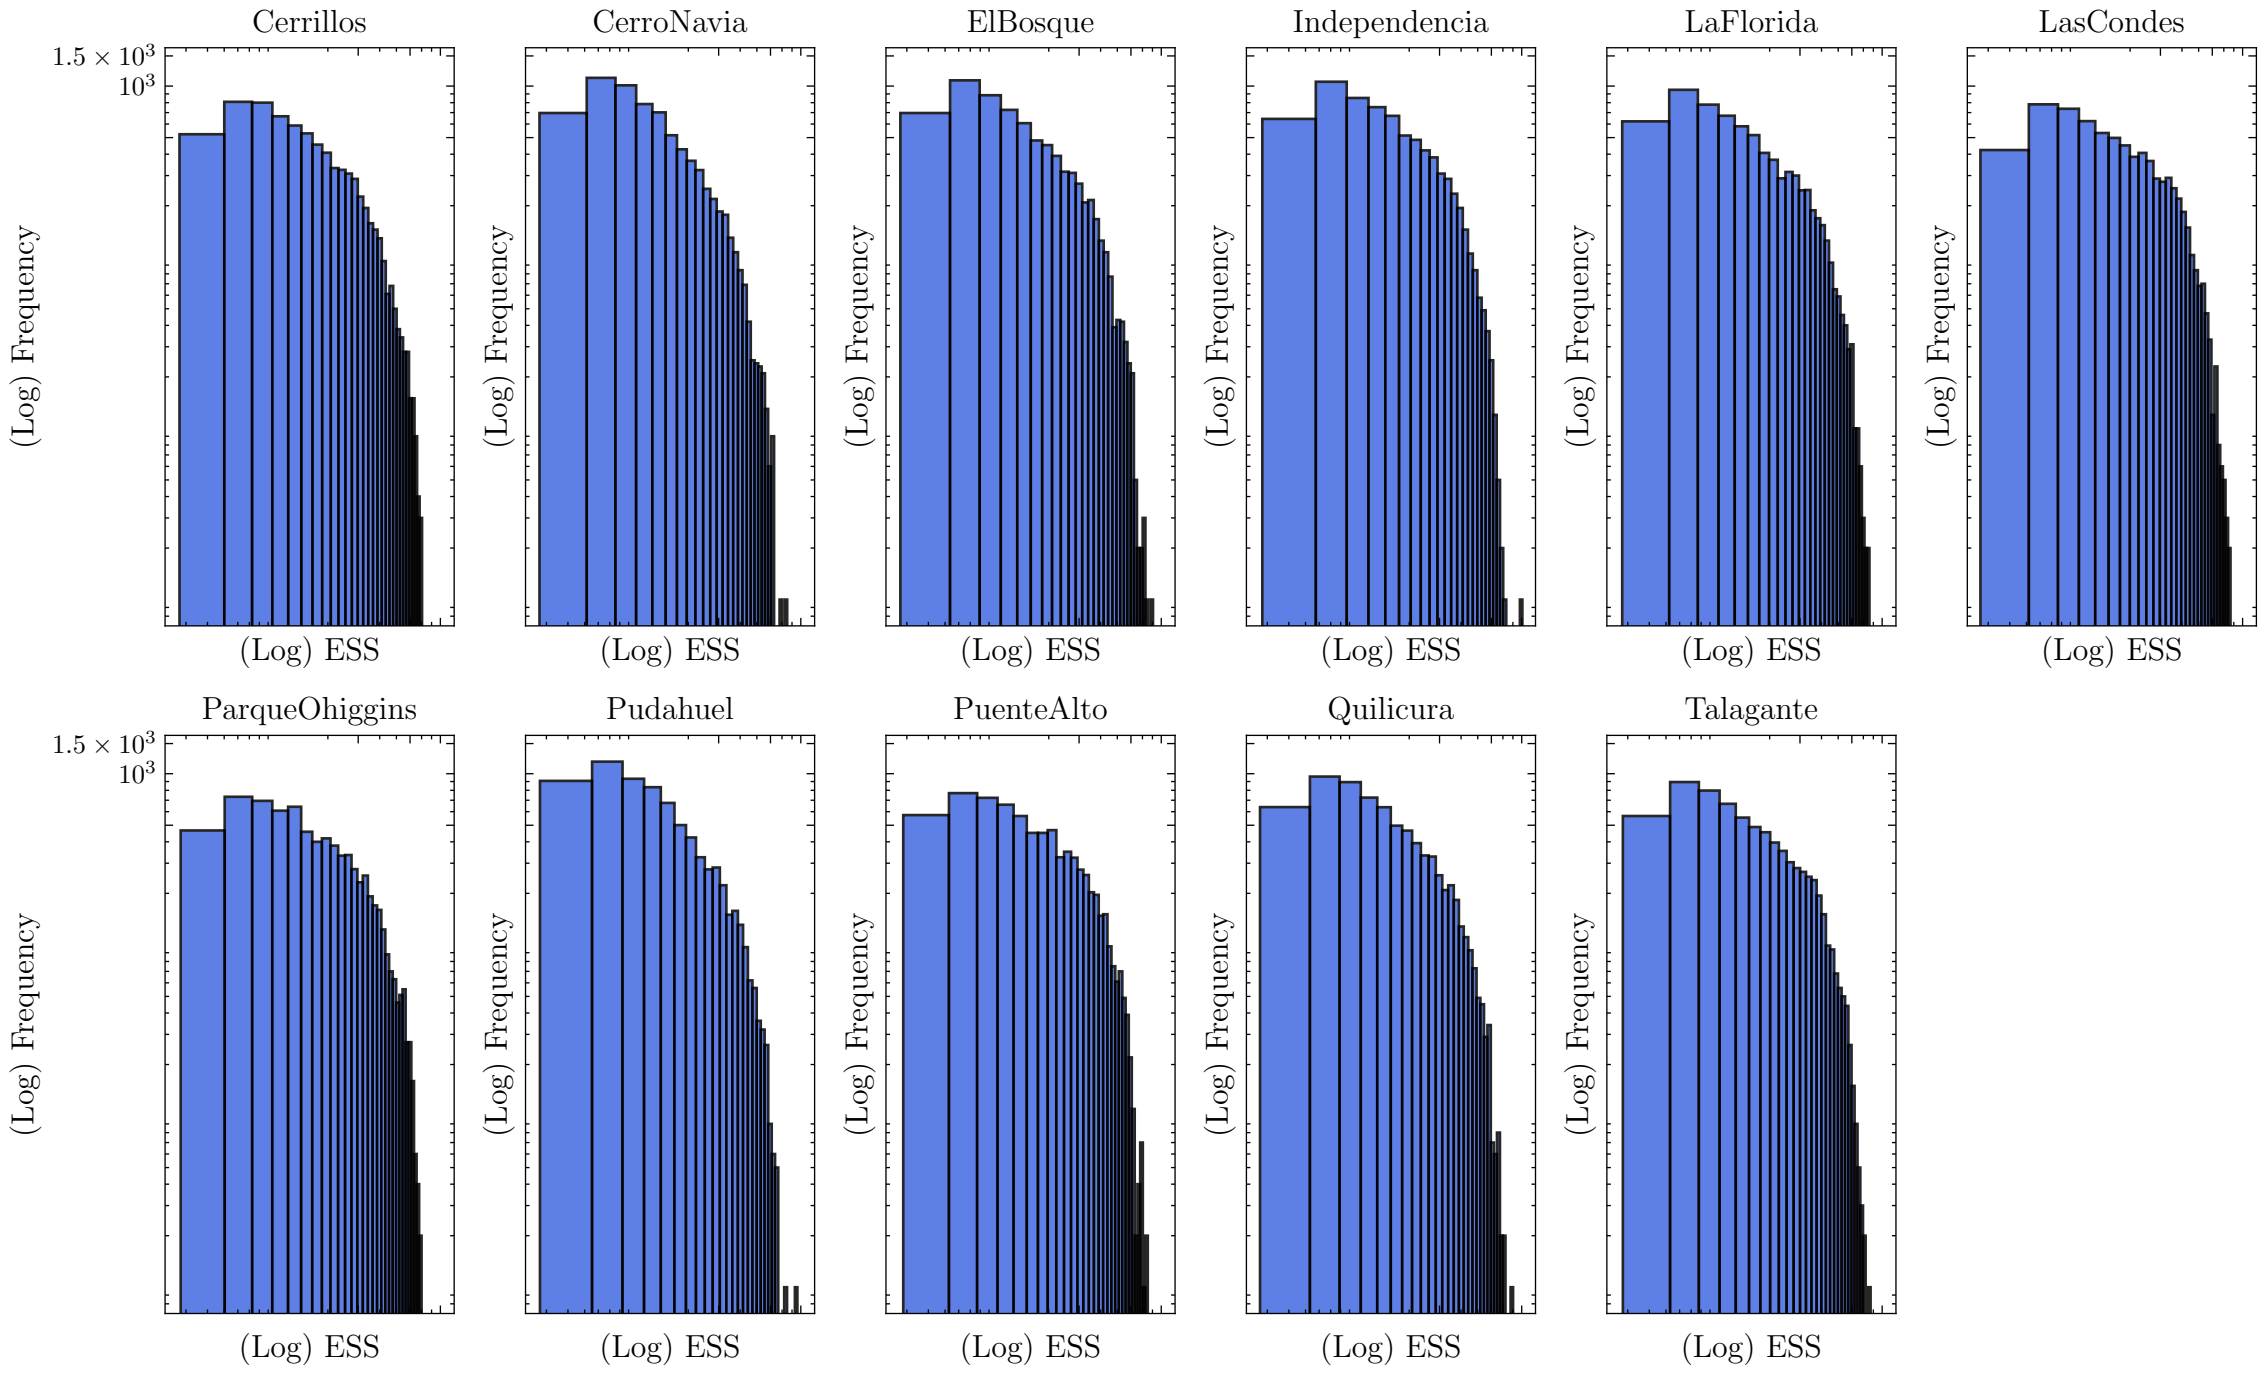 Cerrillos
CerroNavia
ElBosque
Independencia
LaFlorida
LasCondes
1.5 × 10³
10³
(Log) Frequency
(Log) Frequency
(Log) Frequency
(Log) Frequency
(Log) Frequency
(Log) Frequency
(Log) ESS
(Log) ESS
(Log) ESS
(Log) ESS
(Log) ESS
(Log) ESS
ParqueOhiggins
Pudahuel
PuenteAlto
Quilicura
Talagante
1.5 × 10³
10³
(Log) Frequency
(Log) Frequency
(Log) Frequency
(Log) Frequency
(Log) Frequency
(Log) ESS
(Log) ESS
(Log) ESS
(Log) ESS
(Log) ESS